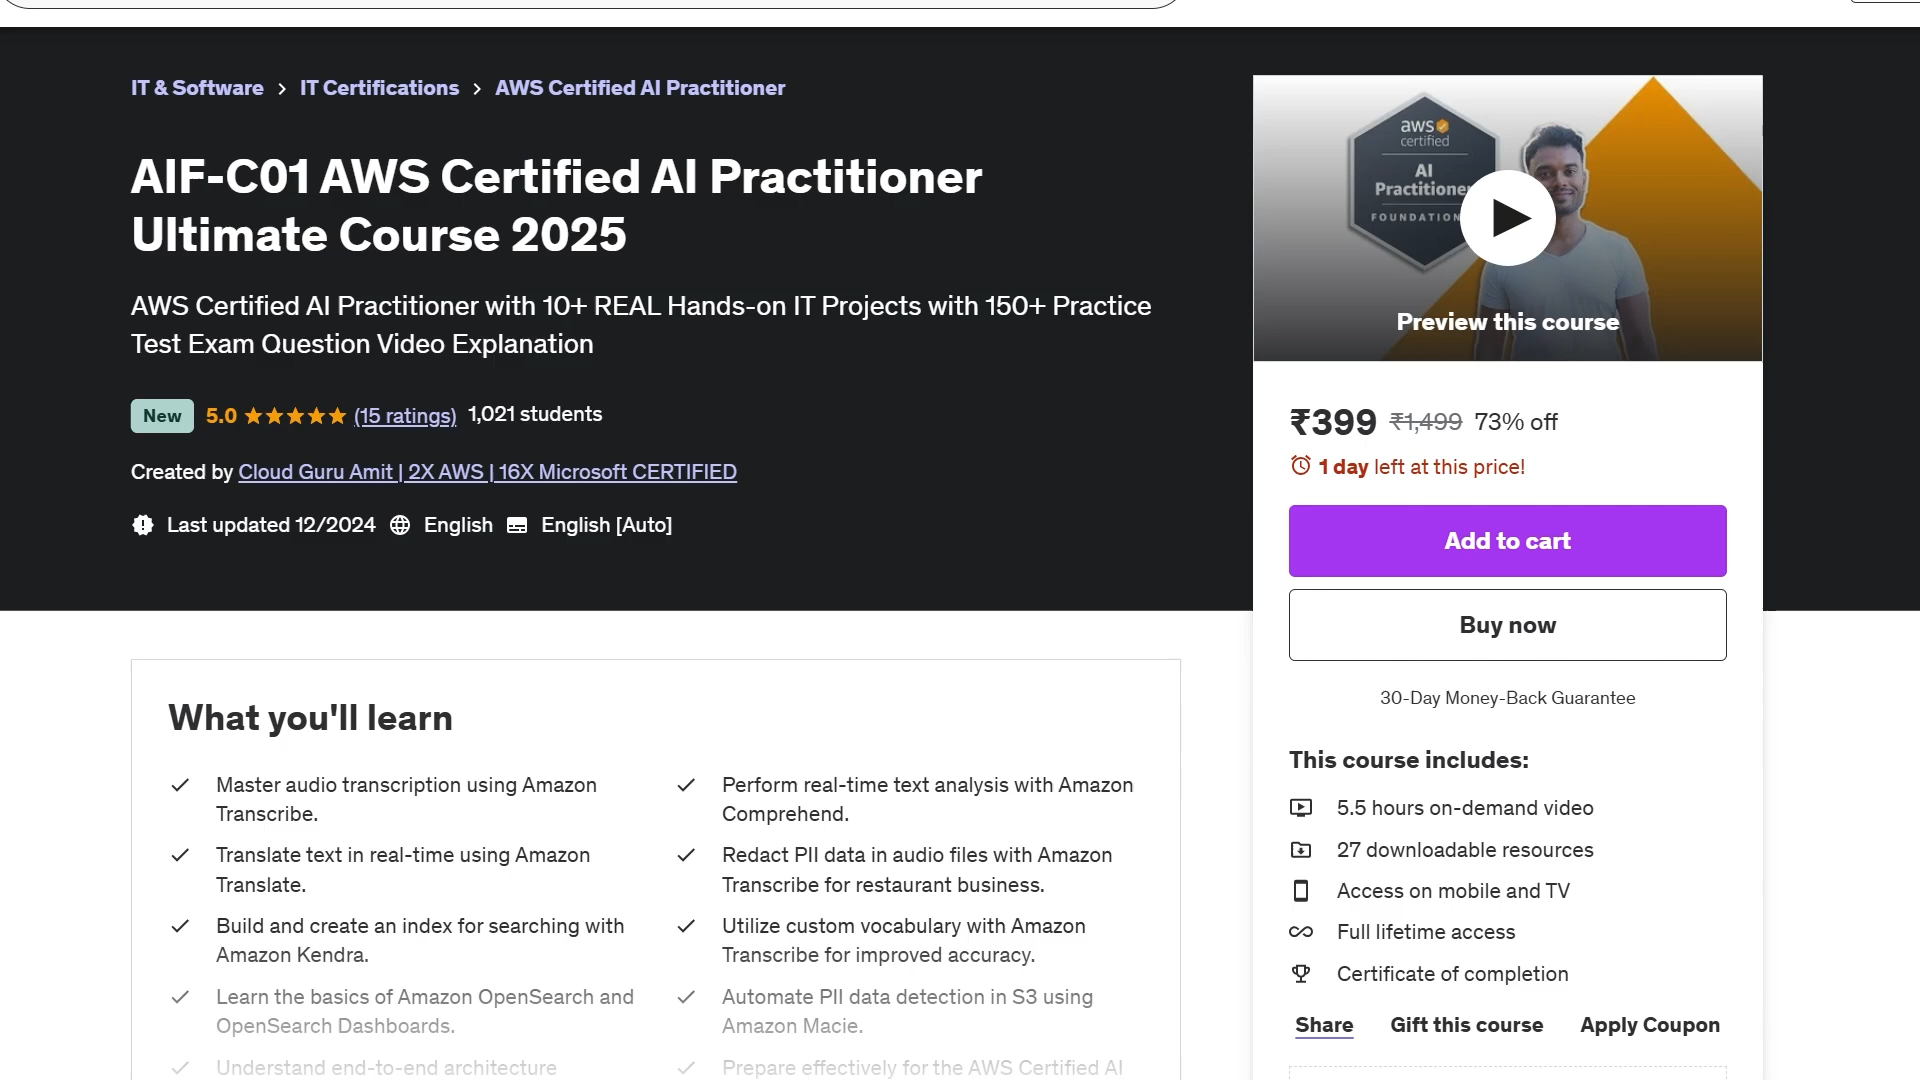 IT & Software > IT Certifications > AWS Certified AI Practitioner
AIF-C01 AWS Certified AI Practitioner
Ultimate Course 2025
AWS Certified AI Practitioner with 10+ REAL Hands-on IT Projects with 150+ Practice
Test Exam Question Video Explanation
New 5.0 (15 ratings) 1,021 students
Created by Cloud Guru Amit | 2X AWS | 16X Microsoft CERTIFIED
Last updated 12/2024 English English [Auto]
aws
certified
AI
Practitioner
FOUNDATION
Preview this course
₹399 ₹1,499 73% off
1 day left at this price!
Add to cart
Buy now
30-Day Money-Back Guarantee
This course includes:
5.5 hours on-demand video
27 downloadable resources
Access on mobile and TV
Full lifetime access
Certificate of completion
Share Gift this course Apply Coupon
What you'll learn
Master audio transcription using Amazon
Transcribe.
Translate text in real-time using Amazon
Translate.
Build and create an index for searching with
Amazon Kendra.
Learn the basics of Amazon OpenSearch and
OpenSearch Dashboards.
Understand end-to-end architecture
Perform real-time text analysis with Amazon
Comprehend.
Redact PII data in audio files with Amazon
Transcribe for restaurant business.
Utilize custom vocabulary with Amazon
Transcribe for improved accuracy.
Automate PII data detection in S3 using
Amazon Macie.
Prepare effectively for the AWS Certified AI